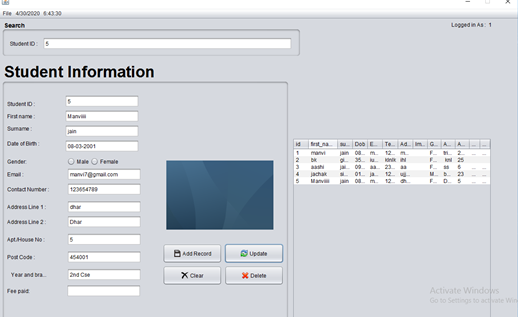 File 4/30/2020 6:43:30
Search
Logged in As : 1
Student ID : 5
Student Information
Student ID : 5
First name : Manviiii
Surname : jain
Date of Birth : 08-03-2001
Gender: Male Female
Email : manvi7@gmail.com
Contact Number : 123654789
Address Line 1 : dhar
Address Line 2 : Dhar
Apt./House No : 5
Post Code : 454001
Year and bra... 2nd Cse
Fee paid:
Add Record Update
Clear Delete
id first_na... su... Dob E... Te... Ad... Im... G... A... A... ... ...
1 manvi jain 08... m... 12... m... F... tri... 2... ... ...
2 bk gi... 35... iu... kln... ihl F... knl 25
3 aashi jai... 09... aa... 23... aa F... ss 6 ... ...
4 jachak si... 01... ja... 12... ujj... M... b... 23 ... ...
5 Manviiii jain 08... m... 12... dh... F... D... 5 ... ...
Activate Windows
Go to Settings to activate Win